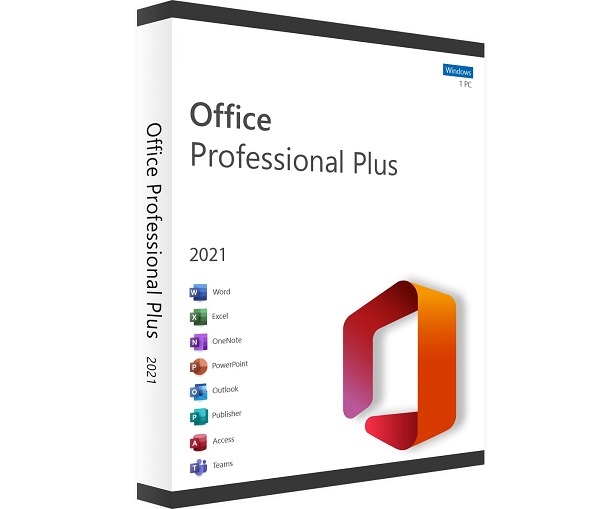 Office Professional Plus 2021
Windows
1 PC
Office
Professional Plus
2021
W Word
X Excel
N OneNote
P PowerPoint
O Outlook
P Publisher
A Access
T Teams